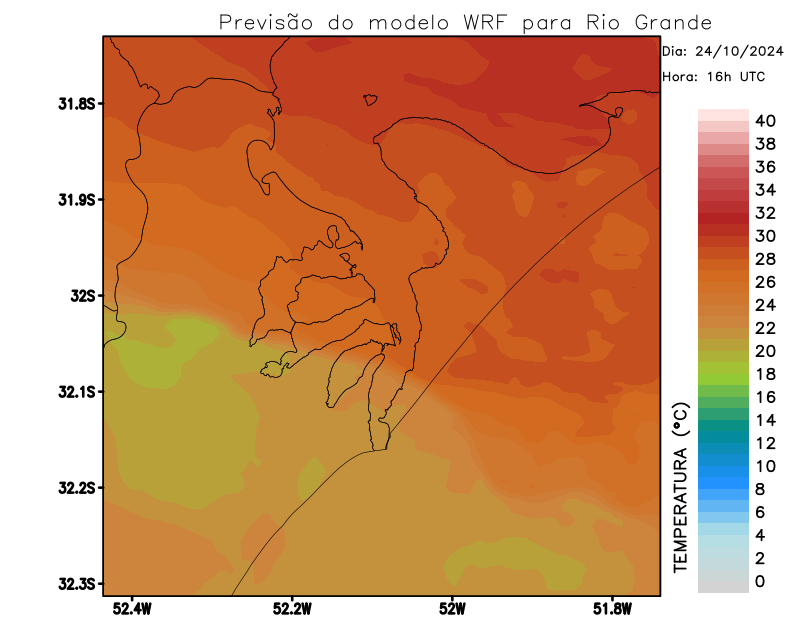 Previsão do modelo WRF para Rio Grande
Dia: 24/10/2024
Hora: 16h UTC
31.8S
31.9S
32S
32.1S
32.2S
32.3S
52.4W
52.2W
52W
51.8W
TEMPERATURA (°C)
40
38
36
34
32
30
28
26
24
22
20
18
16
14
12
10
8
6
4
2
0